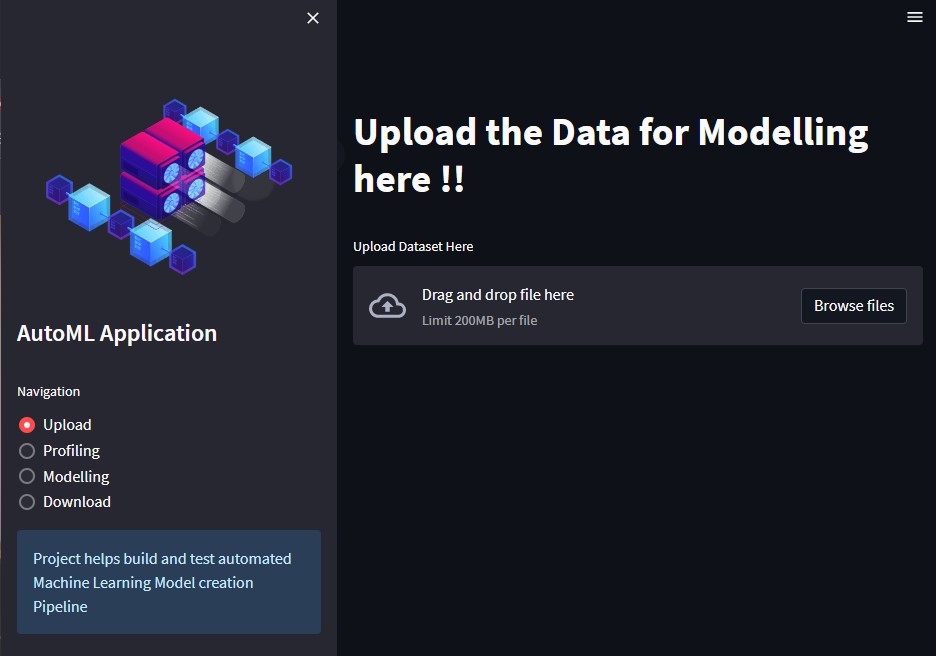 AutoML Application
Navigation
Upload
Profiling
Modelling
Download
Project helps build and test automated
Machine Learning Model creation
Pipeline
Upload the Data for Modelling
here !!
Upload Dataset Here
Drag and drop file here
Limit 200MB per file
Browse files